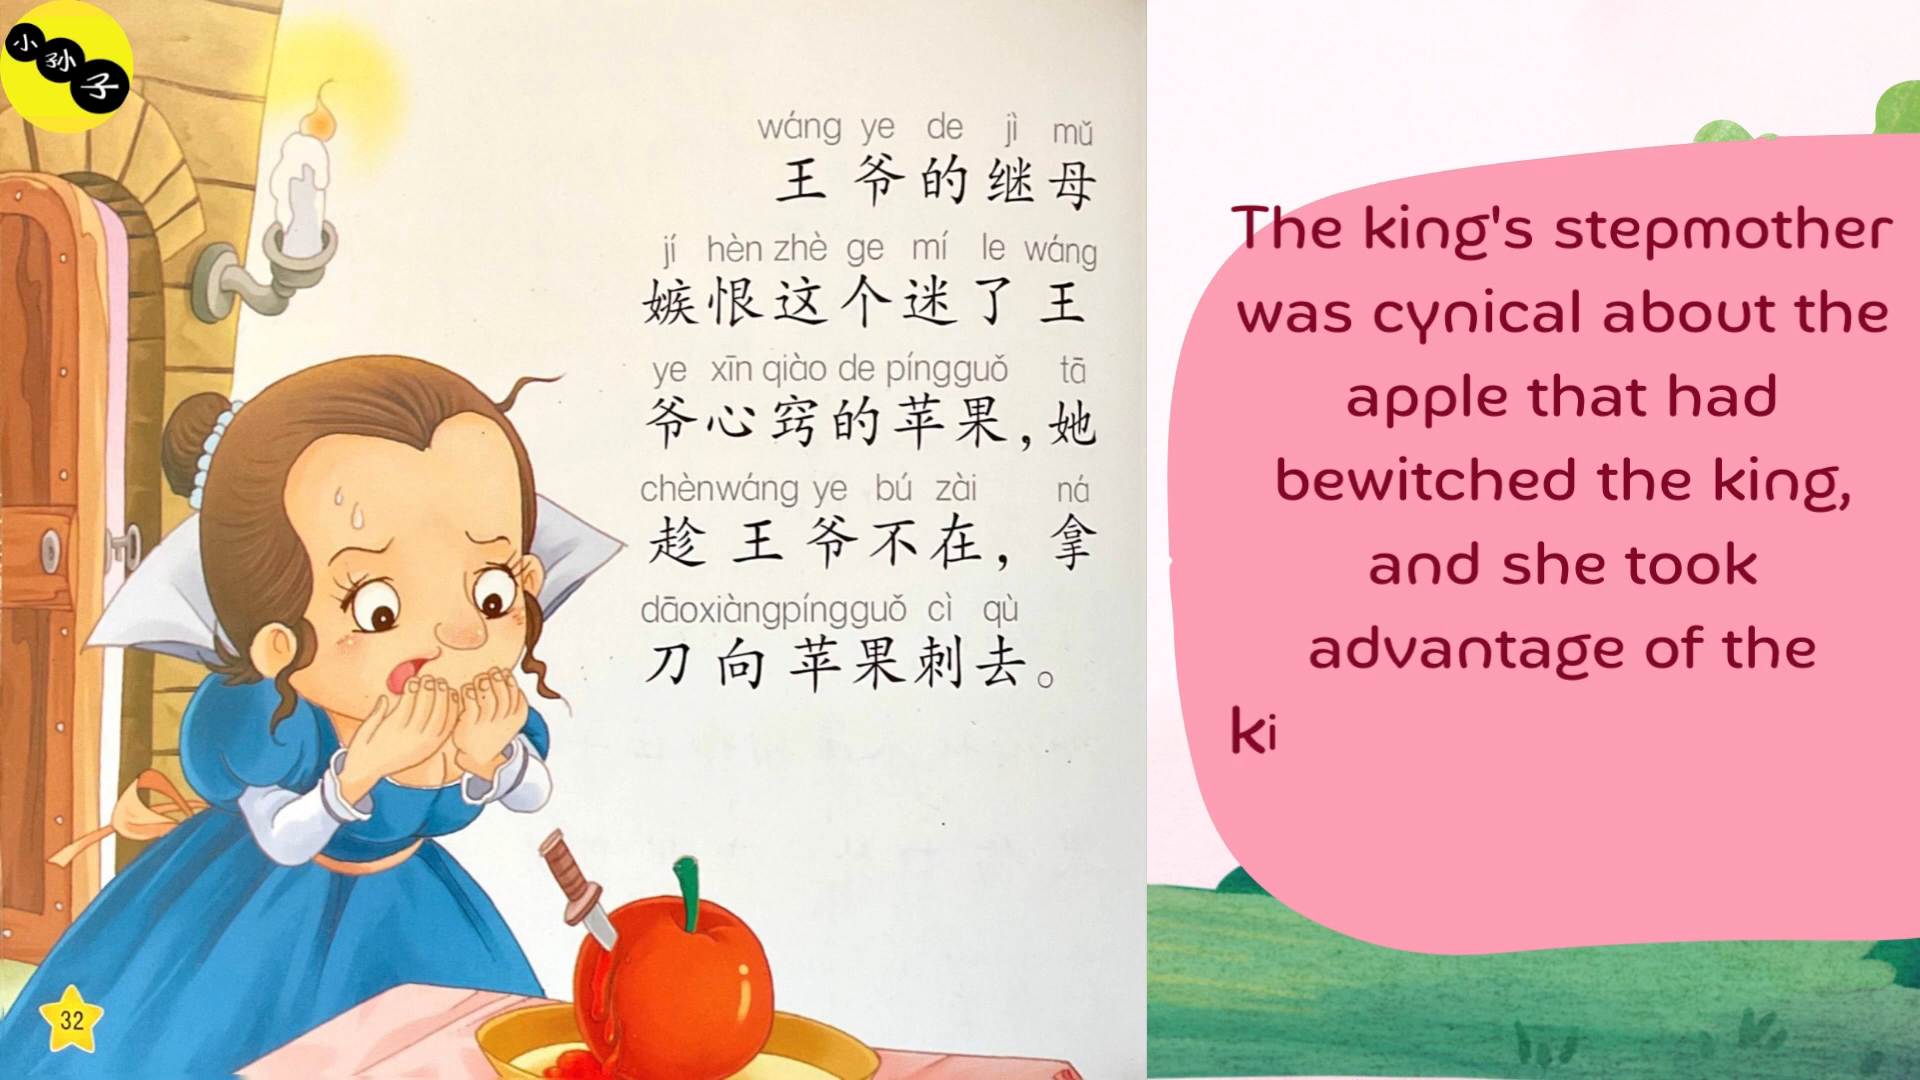 小孙子
wáng ye de jì mǔ
王爷的继母
jí hèn zhè ge mí le wáng
嫉恨这个迷了王
ye xīn qiào de píngguǒ tā
爷心窍的苹果,她
chènwáng ye bú zài ná
趁王爷不在,拿
dāoxiàngpíngguǒ cì qù
刀向苹果刺去。
32
The king's stepmother
was cynical about the
apple that had
bewitched the king,
and she took
advantage of the
ki